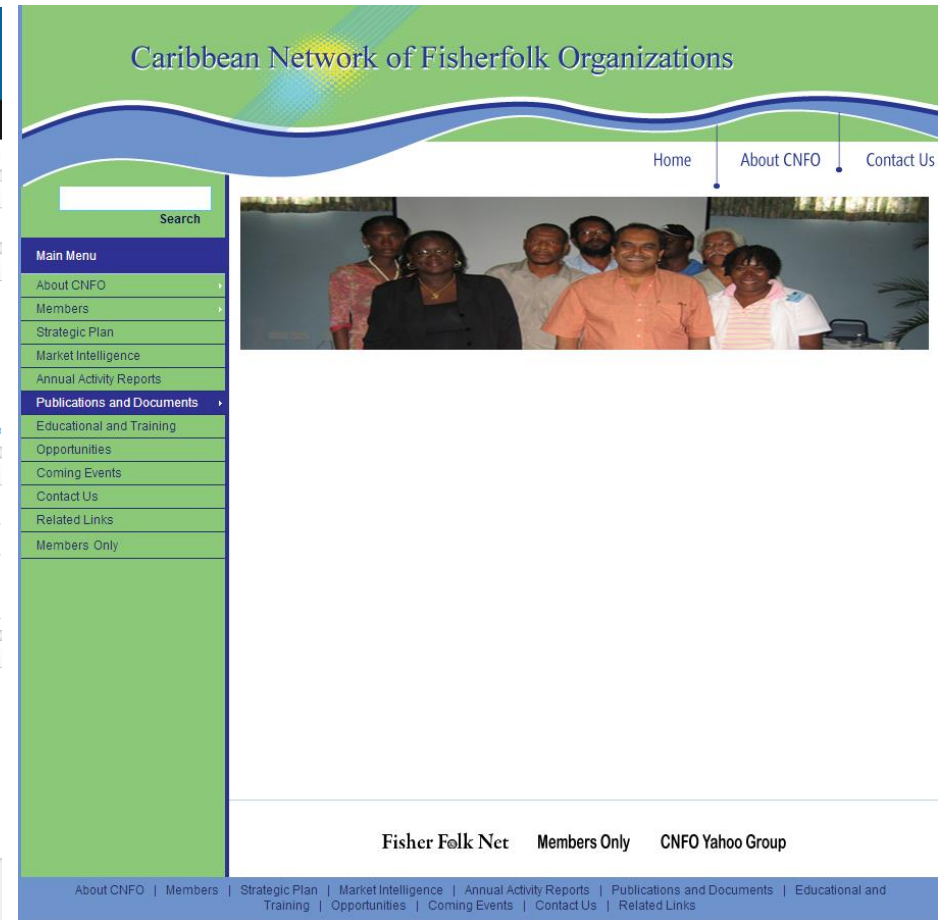 Caribbean Network of Fisherfolk Organizations
Home
About CNFO
Contact Us
Search
Main Menu
About CNFO
Members
Strategic Plan
Market Intelligence
Annual Activity Reports
Publications and Documents
Educational and Training
Opportunities
Coming Events
Contact Us
Related Links
Members Only
Fisher Folk Net Members Only CNFO Yahoo Group
About CNFO | Members | Strategic Plan | Market Intelligence | Annual Activity Reports | Publications and Documents | Educational and
Training | Opportunities | Coming Events | Contact Us | Related Links